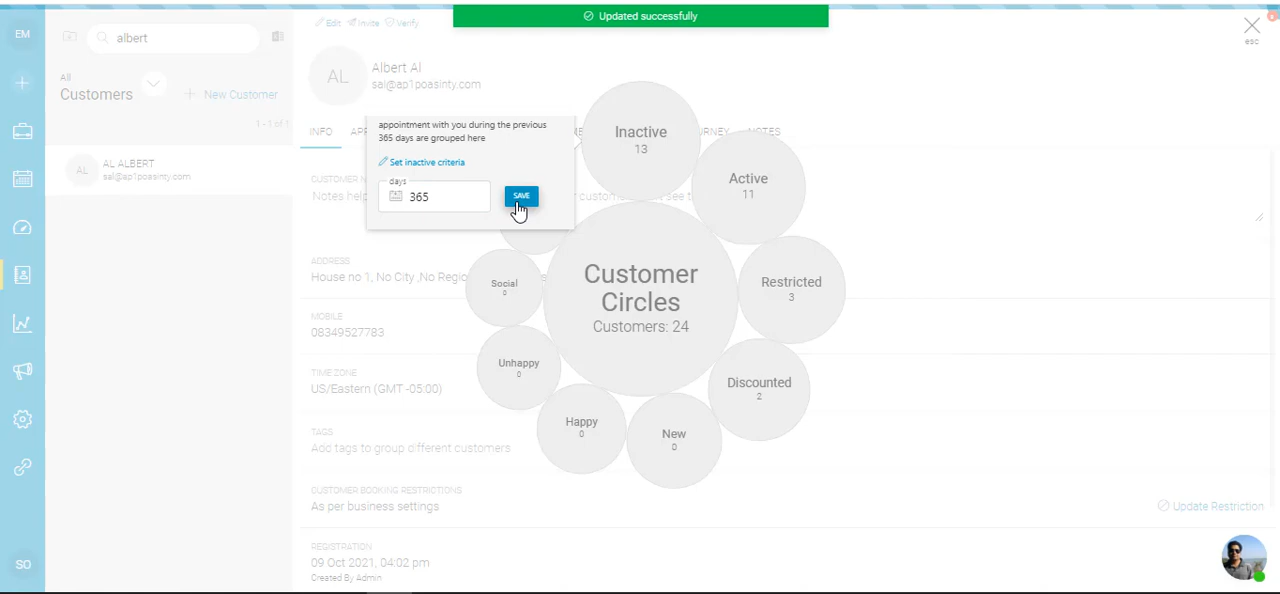 Updated successfully
EM
albert
Edit Invite Verify
esc
All
Customers
New Customer
1 - 1 of 1
AL
Albert Al
sal@ap1poasinty.com
AL
AL ALBERT
sal@ap1poasinty.com
INFO
NOTES
appointment with you during the previous
365 days are grouped here
Set inactive criteria
days
365
SAVE
Inactive
13
Active
11
Restricted
3
Discounted
2
New
0
Happy
0
Unhappy
0
Social
0
Customer
Circles
Customers: 24
ADDRESS
House no 1, No City ,No
MOBILE
08349527783
TIME ZONE
US/Eastern (GMT -05:00)
TAGS
Add tags to group different customers
CUSTOMER BOOKING RESTRICTIONS
As per business settings
Update Restriction
REGISTRATION
09 Oct 2021, 04:02 pm
Created By Admin
SO